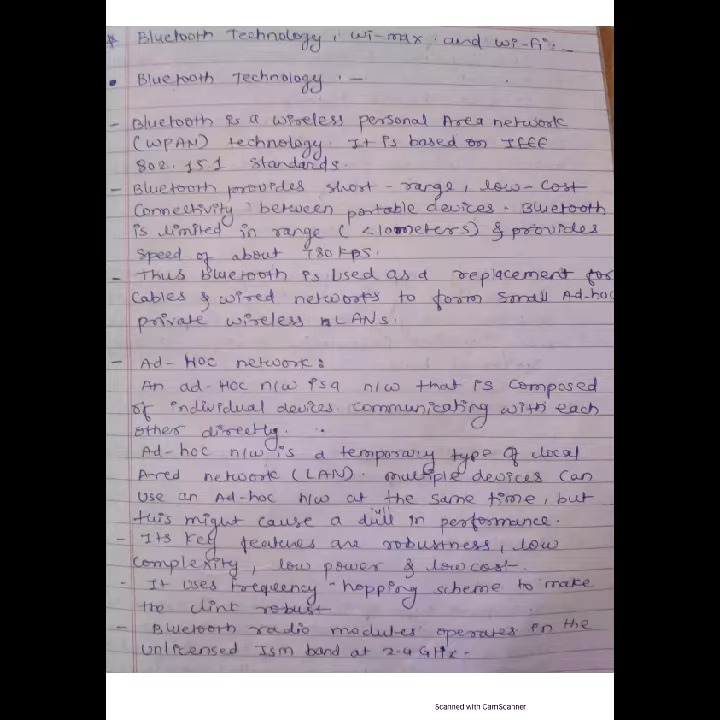 * Bluetooth Technology, wi-max and wi-fi: -
• Bluetooth Technology : -
- Bluetooth is a wireless personal Area network
(WPAN) technology. It is based on IEEE
802.15.1 Standards.
- Bluetooth provides short-range, low-cost
Connectivity between portable devices. Bluetooth
is limited in range (<10meters) & provides
speed of about 780 Kps.
- Thus Bluetooth is used as a replacement for
Cables & wired networks to form small Ad-hoc
private wireless LANs.
- Ad-Hoc network:
An ad-Hoc n/w is a n/w that is composed
of individual devices communicating with each
other directly.
Ad-hoc n/w is a temporary type of local
Area network (LAN). multiple devices can
use an Ad-hoc n/w at the same time, but
this might cause a dull in performance.
- Its key features are robustness, low
complexity, low power & low cost.
- It uses frequency-hopping scheme to make
the link robust
- Bluetooth radio modules operates in the
unlicensed Ism band at 2.4 GHz.
Scanned with CamScanner